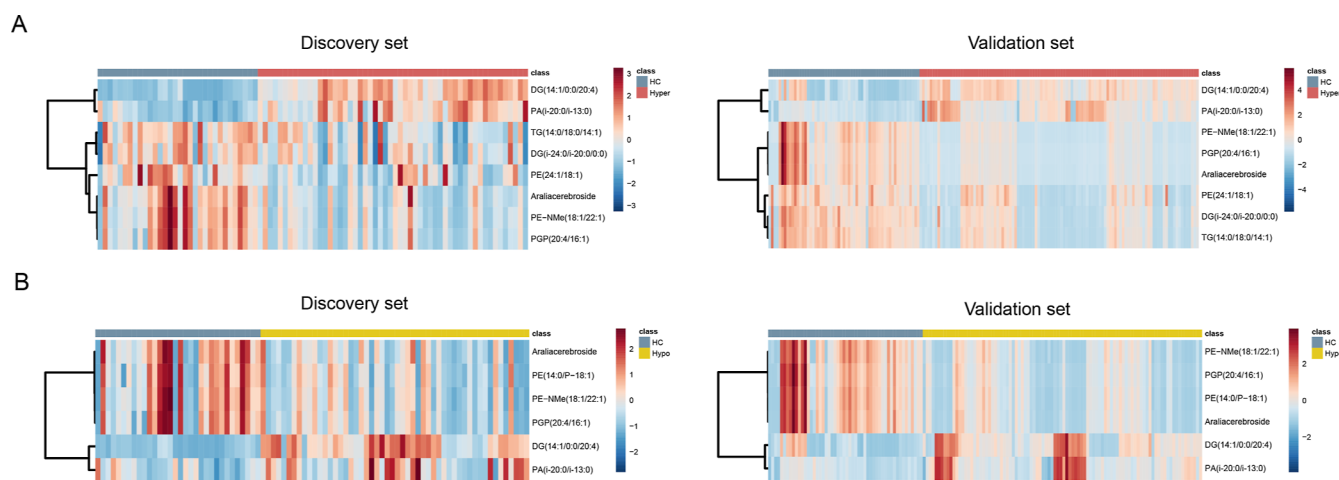 A
Discovery set
class
DG(14:1/0:0/20:4)
PA(i-20:0/i-13:0)
TG(14:0/18:0/14:1)
DG(i-24:0/i-20:0/0:0)
PE(24:1/18:1)
Araliacerebroside
PE-NMe(18:1/22:1)
PGP(20:4/16:1)
class
HC
Hyper
3
2
1
0
-1
-2
-3
Validation set
class
DG(14:1/0:0/20:4)
PA(i-20:0/i-13:0)
PE-NMe(18:1/22:1)
PGP(20:4/16:1)
Araliacerebroside
PE(24:1/18:1)
DG(i-24:0/i-20:0/0:0)
TG(14:0/18:0/14:1)
class
HC
Hyper
4
2
0
-2
-4
B
Discovery set
class
Araliacerebroside
PE(14:0/P-18:1)
PE-NMe(18:1/22:1)
PGP(20:4/16:1)
DG(14:1/0:0/20:4)
PA(i-20:0/i-13:0)
class
HC
Hypo
2
1
0
-1
-2
Validation set
class
PE-NMe(18:1/22:1)
PGP(20:4/16:1)
PE(14:0/P-18:1)
Araliacerebroside
DG(14:1/0:0/20:4)
PA(i-20:0/i-13:0)
class
HC
Hypo
2
0
-2